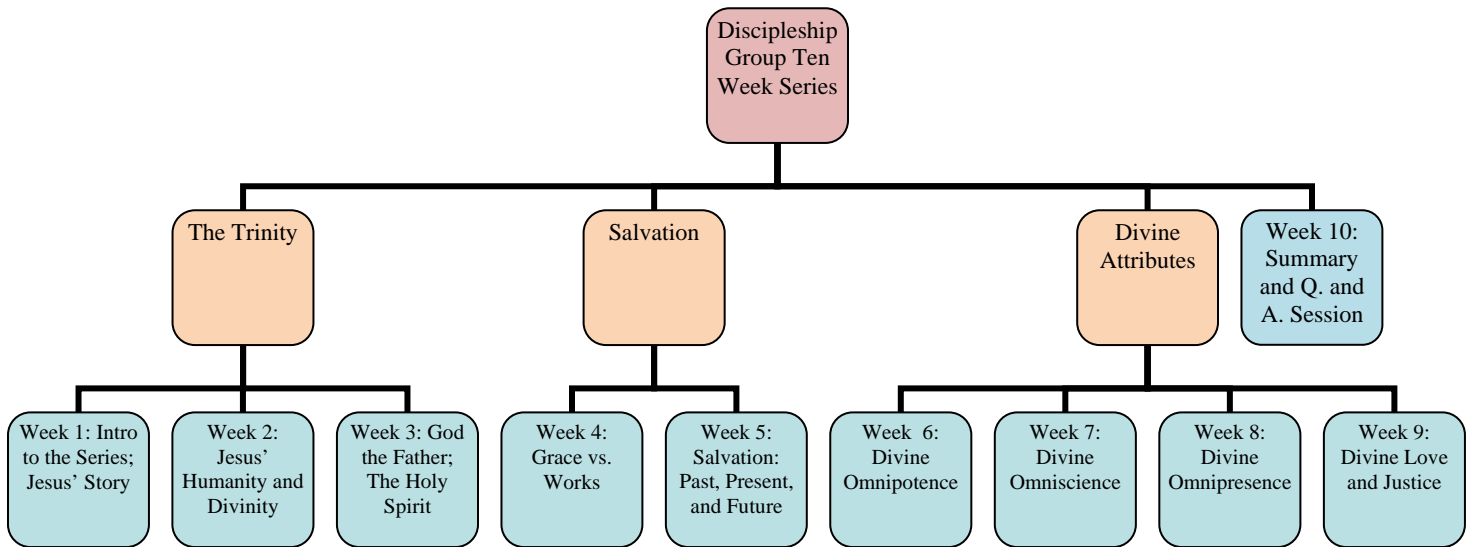 Discipleship
Group Ten
Week Series
The Trinity
Salvation
Divine
Attributes
Week 10:
Summary
and Q. and
A. Session
Week 1: Intro
to the Series;
Jesus’ Story
Week 2:
Jesus’
Humanity and
Divinity
Week 3: God
the Father;
The Holy
Spirit
Week 4:
Grace vs.
Works
Week 5:
Salvation:
Past, Present,
and Future
Week  6:
Divine
Omnipotence
Week 7:
Divine
Omniscience
Week 8:
Divine
Omnipresence
Week 9:
Divine Love
and Justice